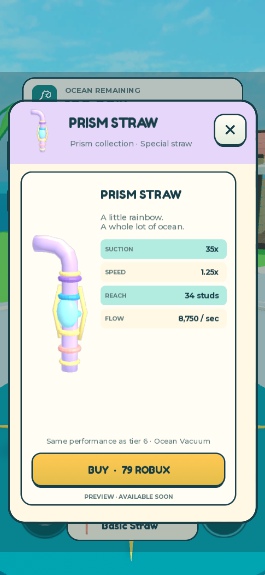 OCEAN REMAINING
PRISM STRAW
Prism collection · Special straw
PRISM STRAW
A little rainbow.
A whole lot of ocean.
SUCTION 35x
SPEED 1.25x
REACH 34 studs
FLOW 8,750 / sec
Same performance as tier 6 · Ocean Vacuum
BUY · 79 ROBUX
PREVIEW · AVAILABLE SOON
Basic Straw